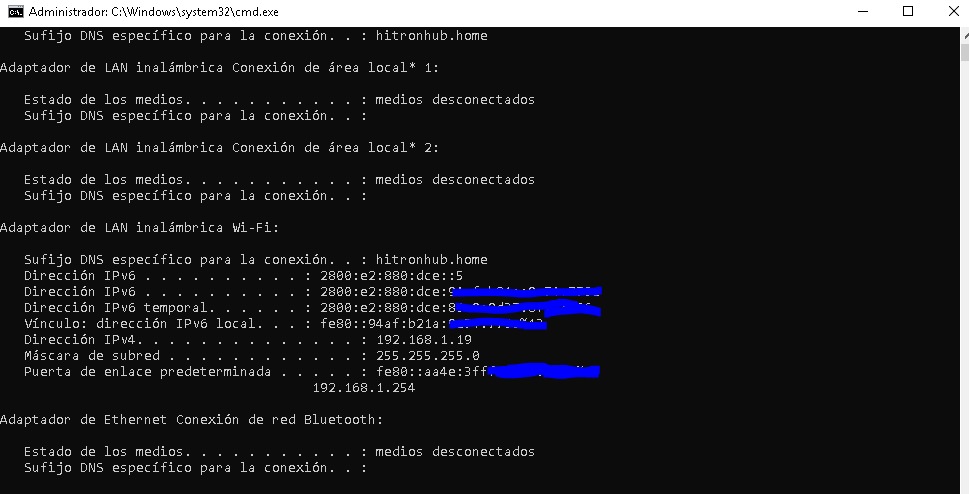 Administrador: C:\Windows\system32\cmd.exe
Sufijo DNS específico para la conexión. . : hitronhub.home
Adaptador de LAN inalámbrica Conexión de área local* 1:
Estado de los medios. . . . . . . . . . . : medios desconectados
Sufijo DNS específico para la conexión. . :
Adaptador de LAN inalámbrica Conexión de área local* 2:
Estado de los medios. . . . . . . . . . . : medios desconectados
Sufijo DNS específico para la conexión. . :
Adaptador de LAN inalámbrica Wi-Fi:
Sufijo DNS específico para la conexión. . : hitronhub.home
Dirección IPv6 . . . . . . . . . . : 2800:e2:880:dce::5
Dirección IPv6 . . . . . . . . . . : 2800:e2:880:dce:
Dirección IPv6 temporal. . . . . . : 2800:e2:880:dce:
Vínculo: dirección IPv6 local. . . : fe80::94af:b21a:
Dirección IPv4. . . . . . . . . . . . . . : 192.168.1.19
Máscara de subred . . . . . . . . . . . . : 255.255.255.0
Puerta de enlace predeterminada . . . . . : fe80::aa4e:3ff
192.168.1.254
Adaptador de Ethernet Conexión de red Bluetooth:
Estado de los medios. . . . . . . . . . . : medios desconectados
Sufijo DNS específico para la conexión. . :